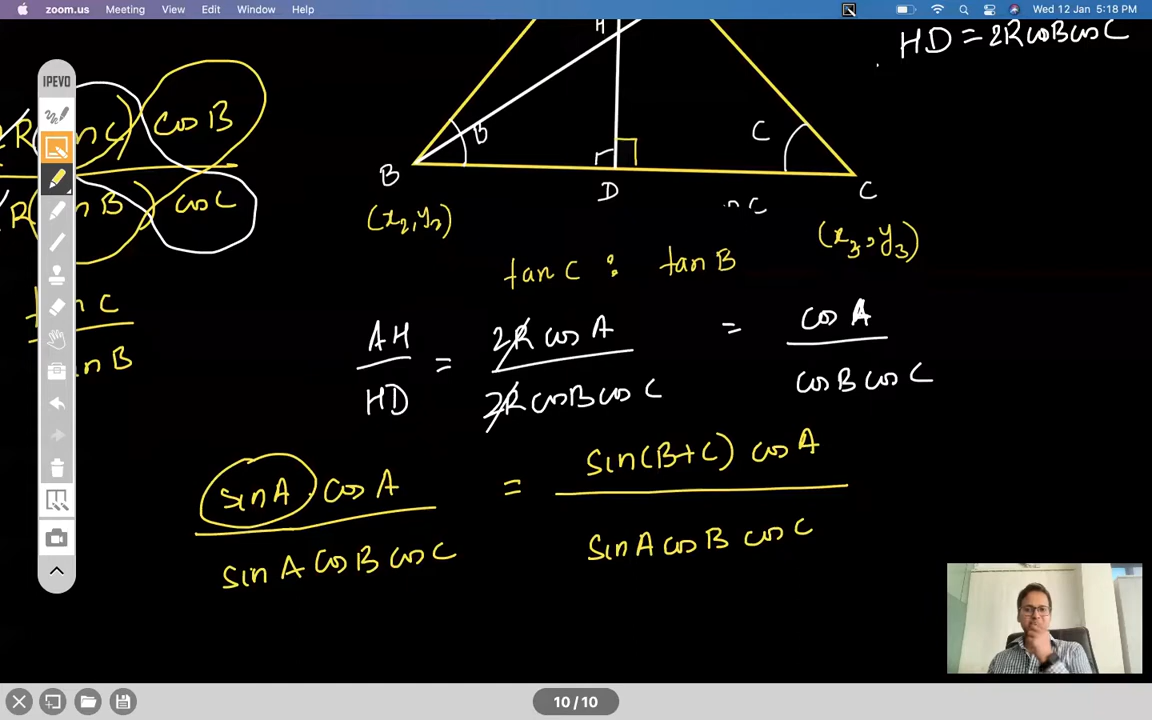 zoom.us Meeting View Edit Window Help Wed 12 Jan 5:18 PM
H
HD = 2R cos B cos C
IPEVO
R( n C) cos B
R( n B) cos C
n C
n B
B
C
B
D
C
n C
(x2, y2)
(x3, y3)
tan C : tan B
AH / HD = 2R cos A / 2R cos B cos C = cos A / cos B cos C
sin A . cos A / sin A cos B cos C = sin(B+C) cos A / sin A cos B cos C
10 / 10